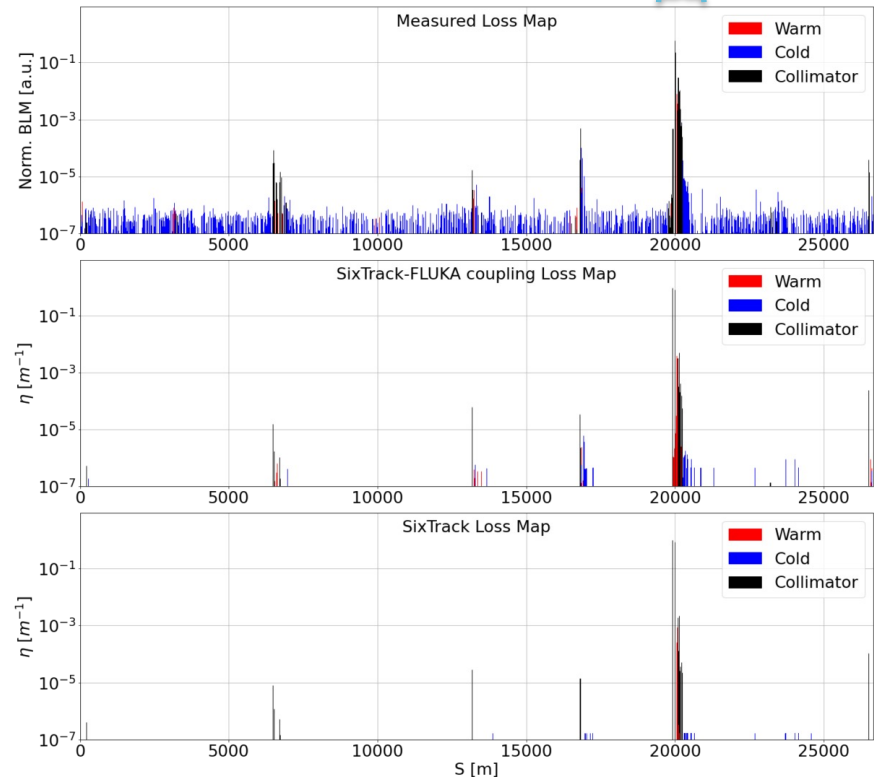 Measured Loss Map
Warm
Cold
Collimator
Norm. BLM [a.u.]
10⁻¹
10⁻³
10⁻⁵
10⁻⁷
0 5000 10000 15000 20000 25000
SixTrack-FLUKA coupling Loss Map
Warm
Cold
Collimator
η [m⁻¹]
10⁻¹
10⁻³
10⁻⁵
10⁻⁷
0 5000 10000 15000 20000 25000
SixTrack Loss Map
Warm
Cold
Collimator
η [m⁻¹]
10⁻¹
10⁻³
10⁻⁵
10⁻⁷
0 5000 10000 15000 20000 25000
S [m]